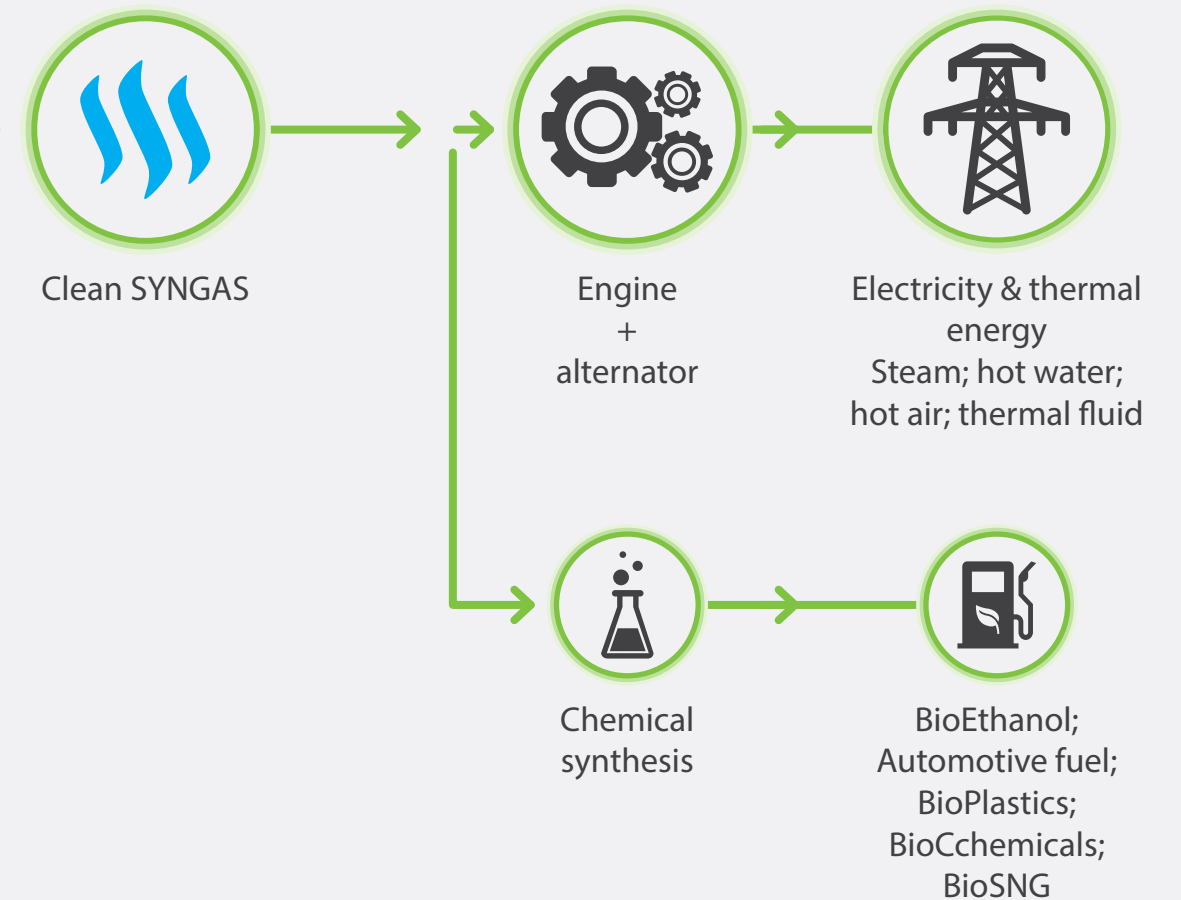 Clean SYNGAS
Engine
+
alternator
Electricity & thermal
energy
Steam; hot water;
hot air; thermal fluid
Chemical
synthesis
BioEthanol;
Automotive fuel;
BioPlastics;
BioCchemicals;
BioSNG